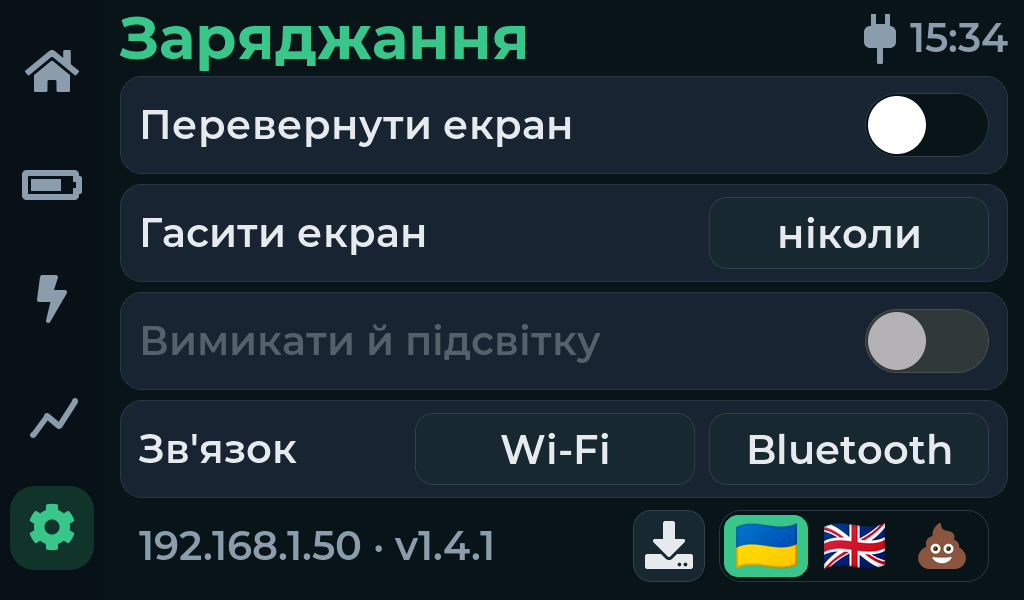 Заряджання 15:34
Перевернути екран
Гасити екран ніколи
Вимикати й підсвітку
Зв'язок Wi-Fi Bluetooth
192.168.1.50 · v1.4.1